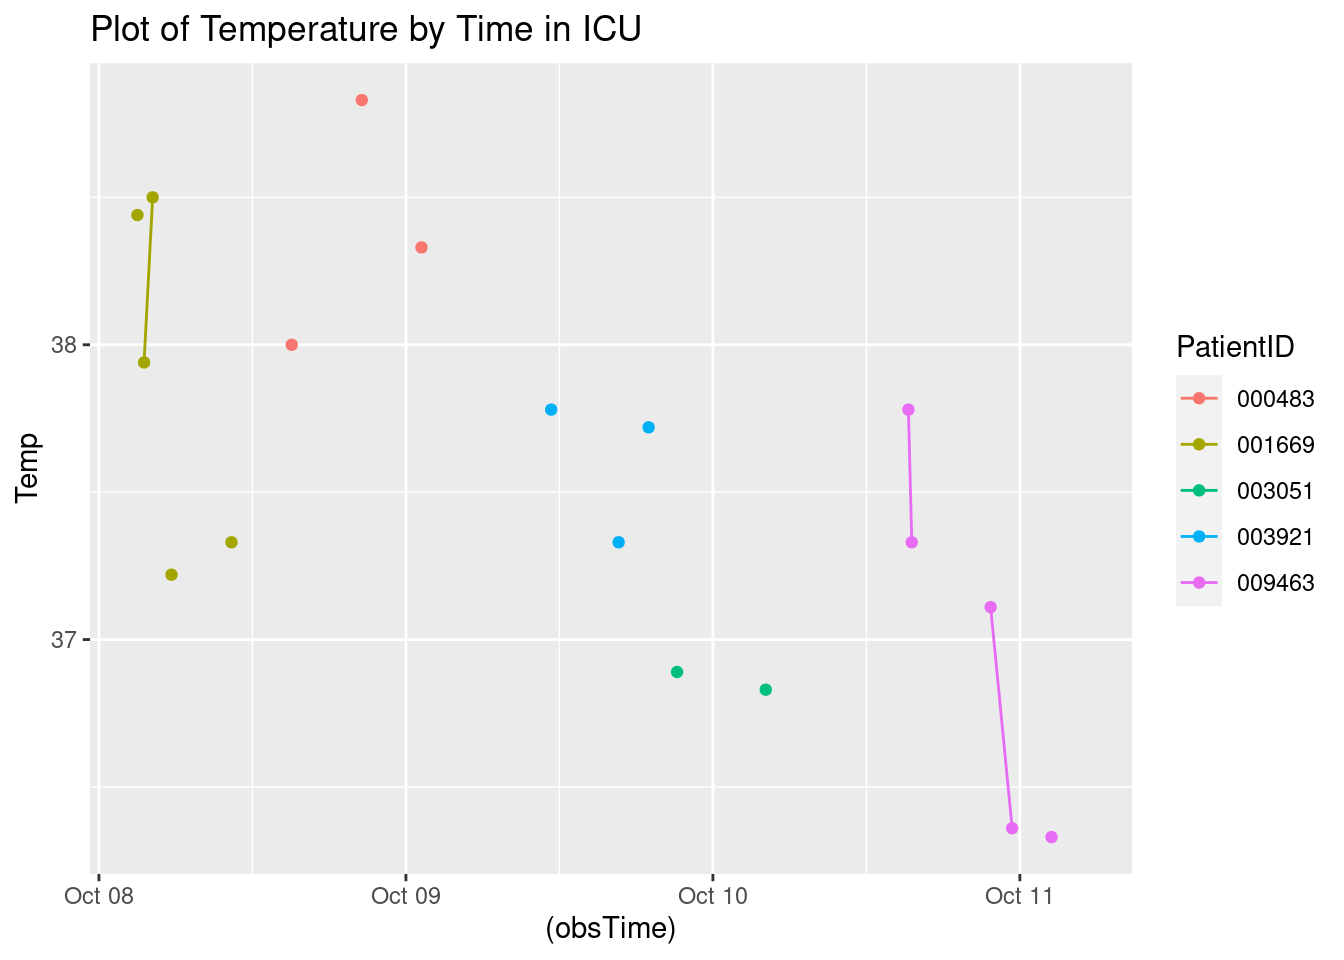 Plot of Temperature by Time in ICU
38
37
Temp
Oct 08
Oct 09
Oct 10
Oct 11
(obsTime)
PatientID
000483
001669
003051
003921
009463